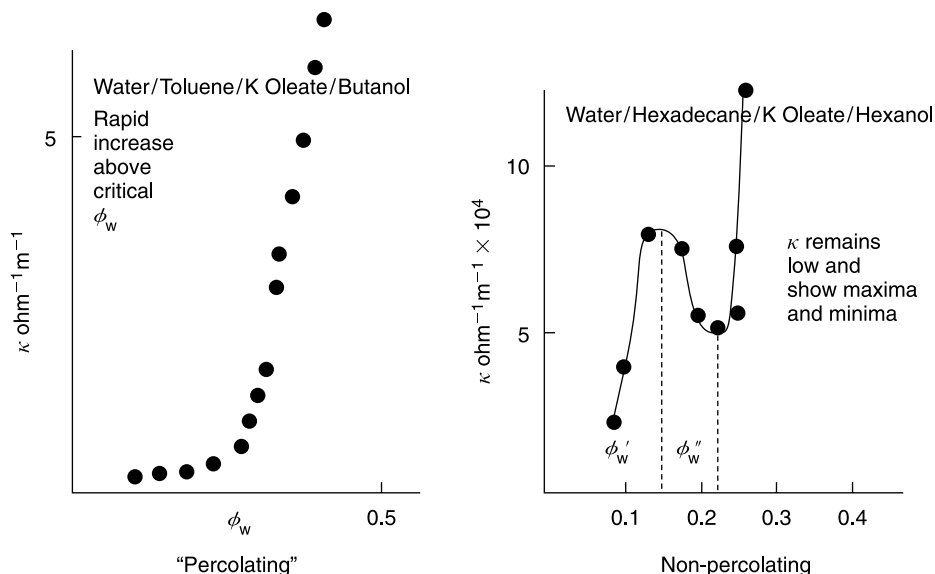 Water/Toluene/K Oleate/Butanol
Rapid
increase
above
critical
ϕw
5
κ ohm⁻¹m⁻¹
ϕw
0.5
“Percolating”
Water/Hexadecane/K Oleate/Hexanol
10
5
κ ohm⁻¹m⁻¹ × 10⁴
κ remains
low and
show maxima
and minima
ϕw′
ϕw″
0.1
0.2
0.3
0.4
Non-percolating